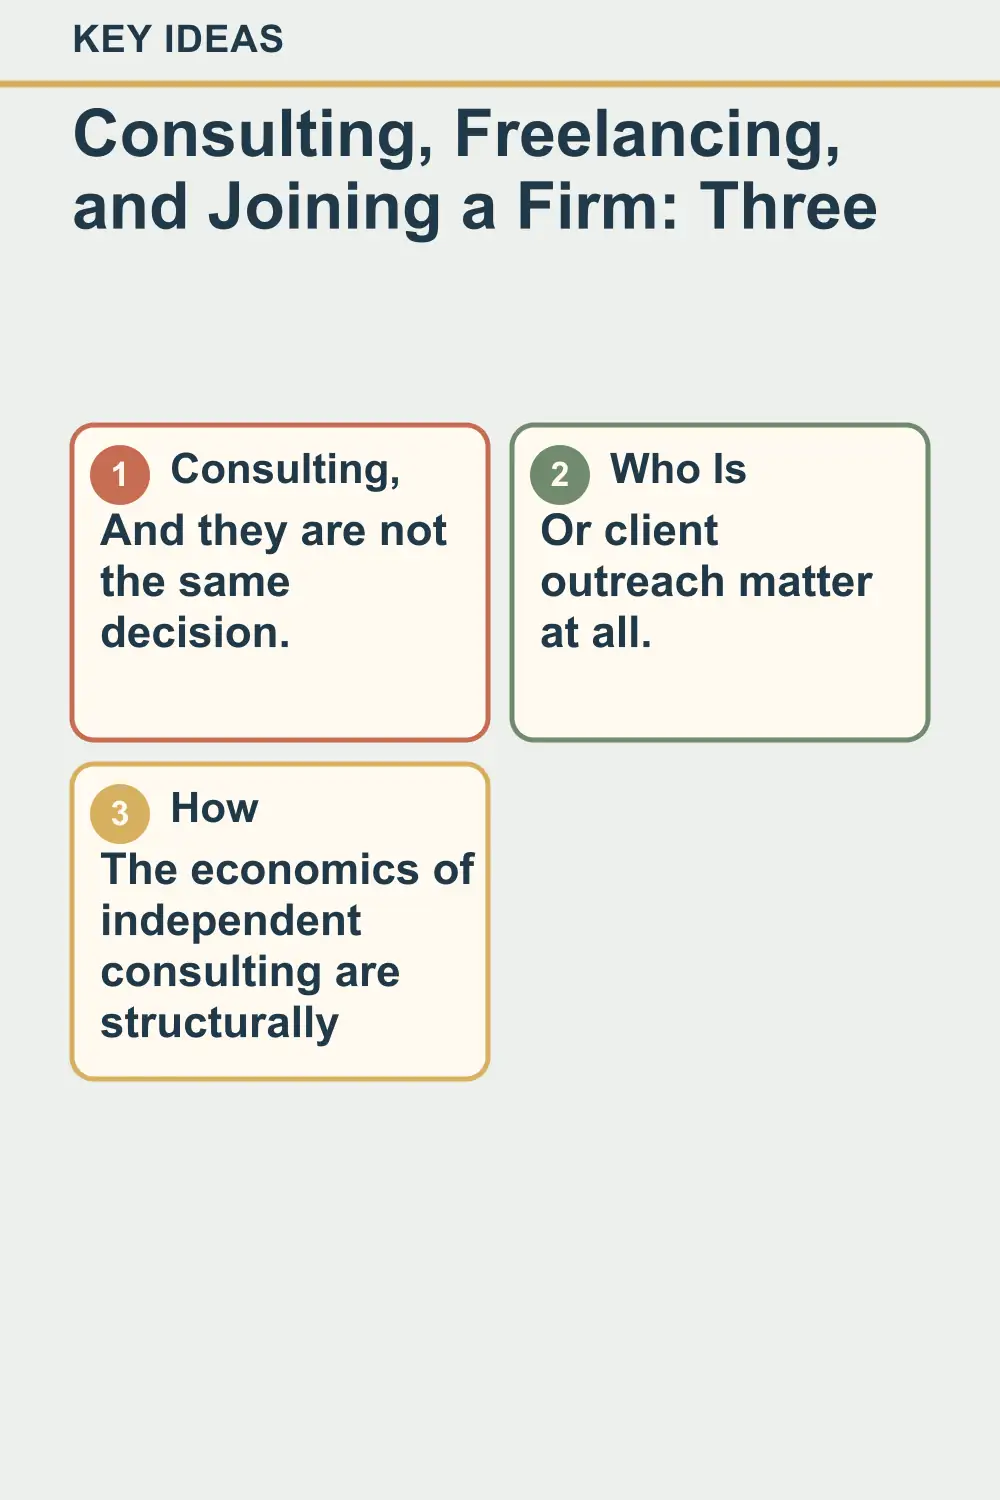 KEY IDEAS
Consulting, Freelancing,
and Joining a Firm: Three
1 Consulting,
And they are not
the same
decision.
2 Who Is
Or client
outreach matter
at all.
3 How
The economics of
independent
consulting are
structurally